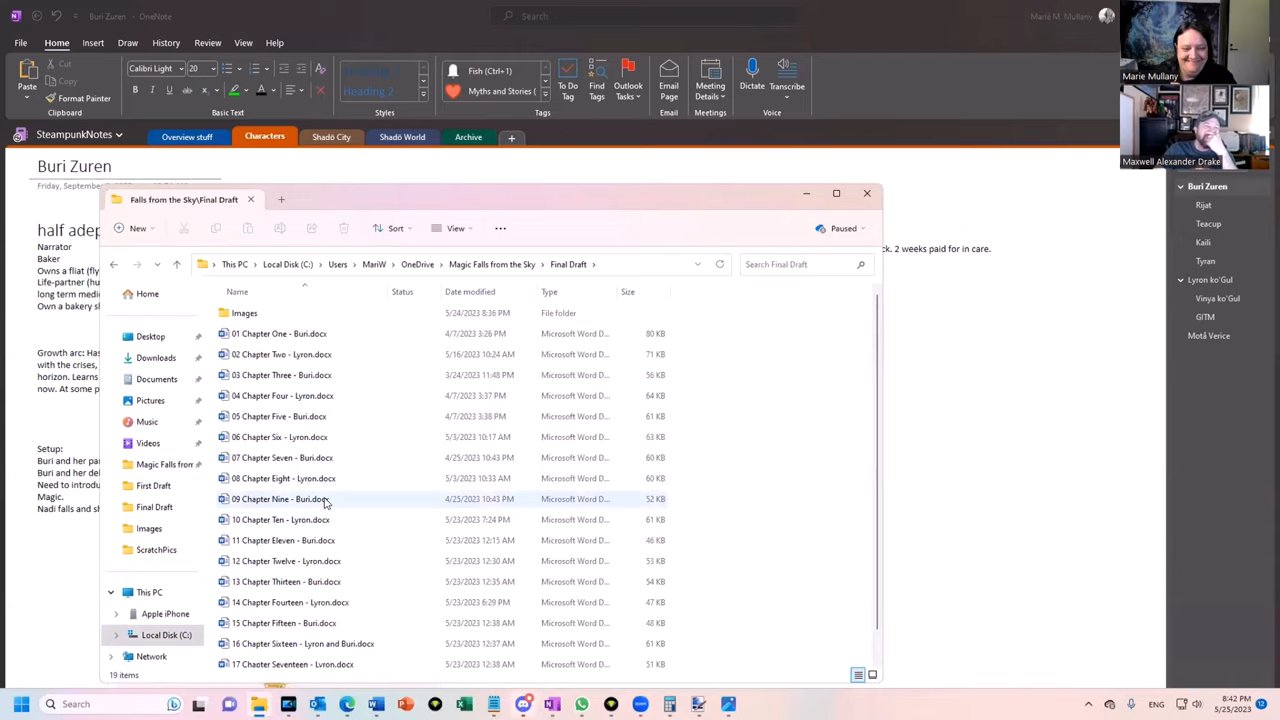 Buri Zuren - OneNote
Search
Marié M. Mullany
File Home Insert Draw History Review View Help
Paste
Cut
Copy
Format Painter
Clipboard
Calibri Light 20
B I U
Basic Text
Heading 1
Heading 2
Styles
Fish (Ctrl+1)
Myths and Stories (
To Do Tag
Find Tags
Outlook Tasks
Tags
Email Page
Email
Meeting Details
Meetings
Dictate
Transcribe
Voice
Marie Mullany
Maxwell Alexander Drake
SteampunkNotes
Overview stuff
Characters
Shadö City
Shadö World
Archive
Buri Zuren
half adep
Narrator
Baker
Owns a fliat (fly
Life-partner (hu
long term medic
Own a bakery s
ck. 2 weeks paid for in care.
Growth arc: Has
with the crises,
horizon. Learns
now. At some p
Setup:
Buri and her par
Buri and her del
Need to introdu
Magic.
Nadi falls and sh
Buri Zuren
Rijat
Teacup
Kaili
Tyran
Lyron ko'Gul
Vinya ko'Gul
GITM
Motâ Verice
Falls from the Sky\Final Draft
New
Sort
View
Paused
This PC
Local Disk (C:)
Users
MariW
OneDrive
Magic Falls from the Sky
Final Draft
Search Final Draft
Home
Desktop
Downloads
Documents
Pictures
Music
Videos
Magic Falls from
First Draft
Final Draft
Images
ScratchPics
This PC
Apple iPhone
Local Disk (C:)
Network
Name Status Date modified Type Size
Images 5/24/2023 8:36 PM File folder
01 Chapter One - Buri.docx 4/7/2023 3:26 PM Microsoft Word D... 80 KB
02 Chapter Two - Lyron.docx 5/16/2023 10:24 AM Microsoft Word D... 71 KB
03 Chapter Three - Buri.docx 3/24/2023 11:48 PM Microsoft Word D... 56 KB
04 Chapter Four - Lyron.docx 4/7/2023 3:37 PM Microsoft Word D... 64 KB
05 Chapter Five - Buri.docx 4/7/2023 3:38 PM Microsoft Word D... 61 KB
06 Chapter Six - Lyron.docx 5/3/2023 10:17 AM Microsoft Word D... 63 KB
07 Chapter Seven - Buri.docx 4/25/2023 10:43 PM Microsoft Word D... 60 KB
08 Chapter Eight - Lyron.docx 5/3/2023 10:33 AM Microsoft Word D... 60 KB
09 Chapter Nine - Buri.docx 4/25/2023 10:43 PM Microsoft Word D... 52 KB
10 Chapter Ten - Lyron.docx 5/23/2023 7:24 PM Microsoft Word D... 61 KB
11 Chapter Eleven - Buri.docx 5/23/2023 12:15 AM Microsoft Word D... 46 KB
12 Chapter Twelve - Lyron.docx 5/23/2023 12:30 AM Microsoft Word D... 53 KB
13 Chapter Thirteen - Buri.docx 5/23/2023 12:35 AM Microsoft Word D... 54 KB
14 Chapter Fourteen - Lyron.docx 5/23/2023 6:29 PM Microsoft Word D... 47 KB
15 Chapter Fifteen - Buri.docx 5/23/2023 12:38 AM Microsoft Word D... 48 KB
16 Chapter Sixteen - Lyron and Buri.docx 5/23/2023 12:37 AM Microsoft Word D... 61 KB
17 Chapter Seventeen - Lyron.docx 5/23/2023 12:38 AM Microsoft Word D... 51 KB
19 items
Search
ENG
8:42 PM
5/25/2023
12